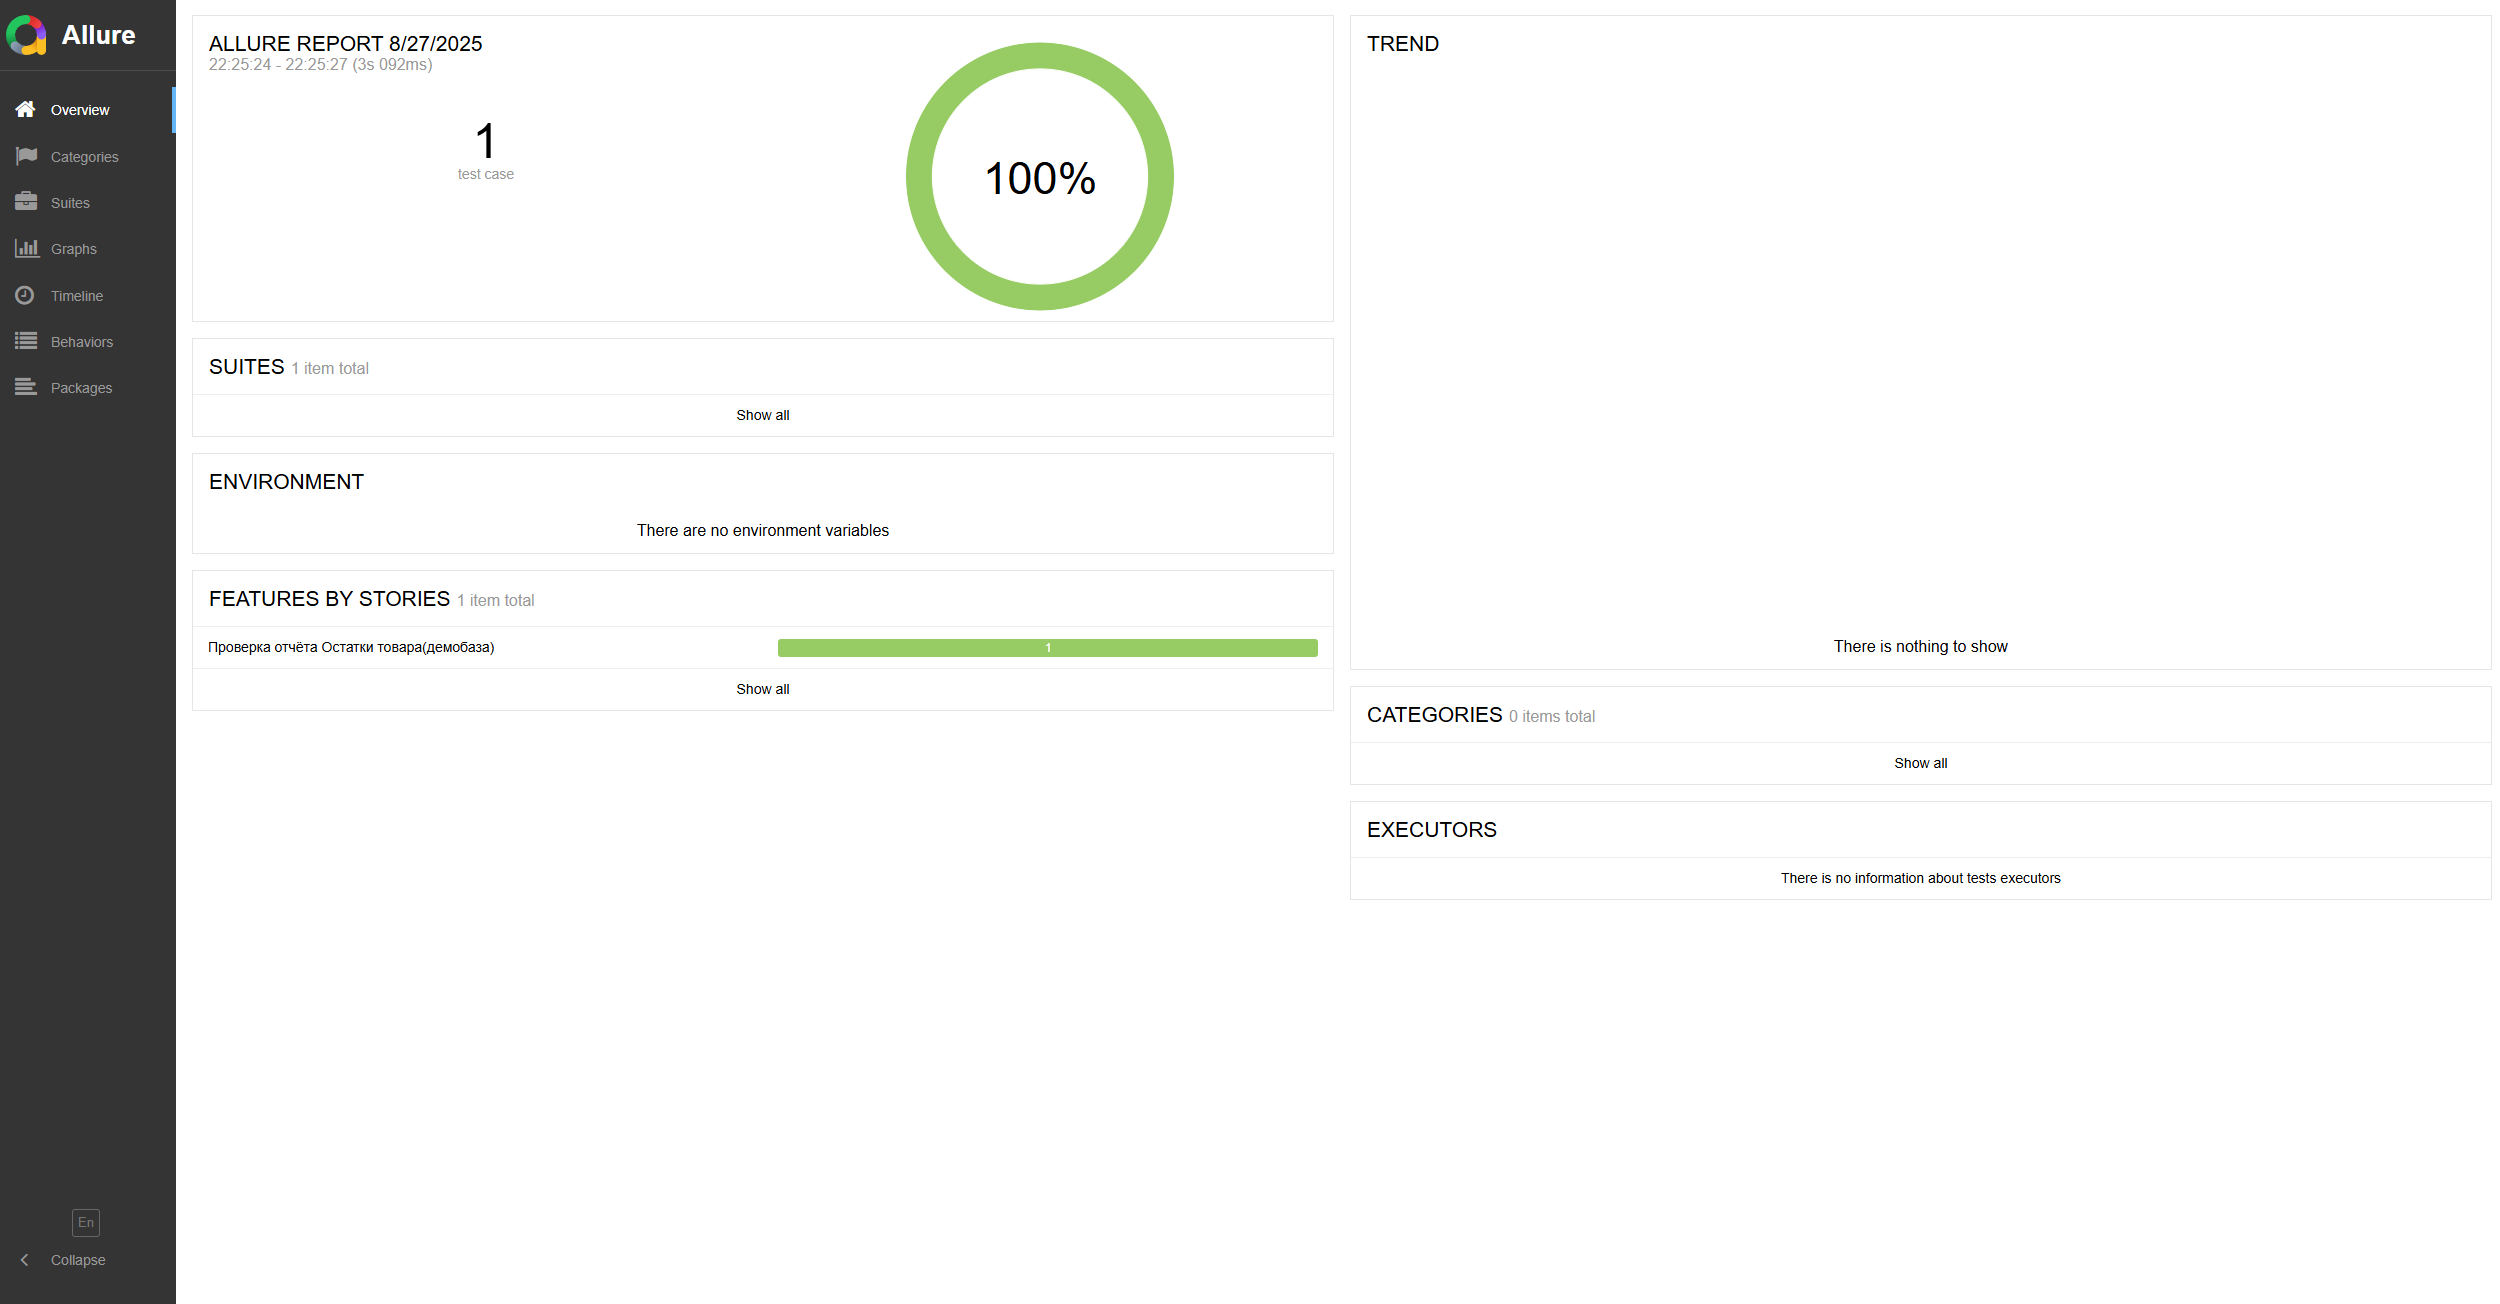 Allure
Overview
Categories
Suites
Graphs
Timeline
Behaviors
Packages
En
Collapse
ALLURE REPORT 8/27/2025
22:25:24 - 22:25:27 (3s 092ms)
1
test case
100%
SUITES 1 item total
Show all
ENVIRONMENT
There are no environment variables
FEATURES BY STORIES 1 item total
Проверка отчёта Остатки товара(демобаза) 1
Show all
TREND
There is nothing to show
CATEGORIES 0 items total
Show all
EXECUTORS
There is no information about tests executors